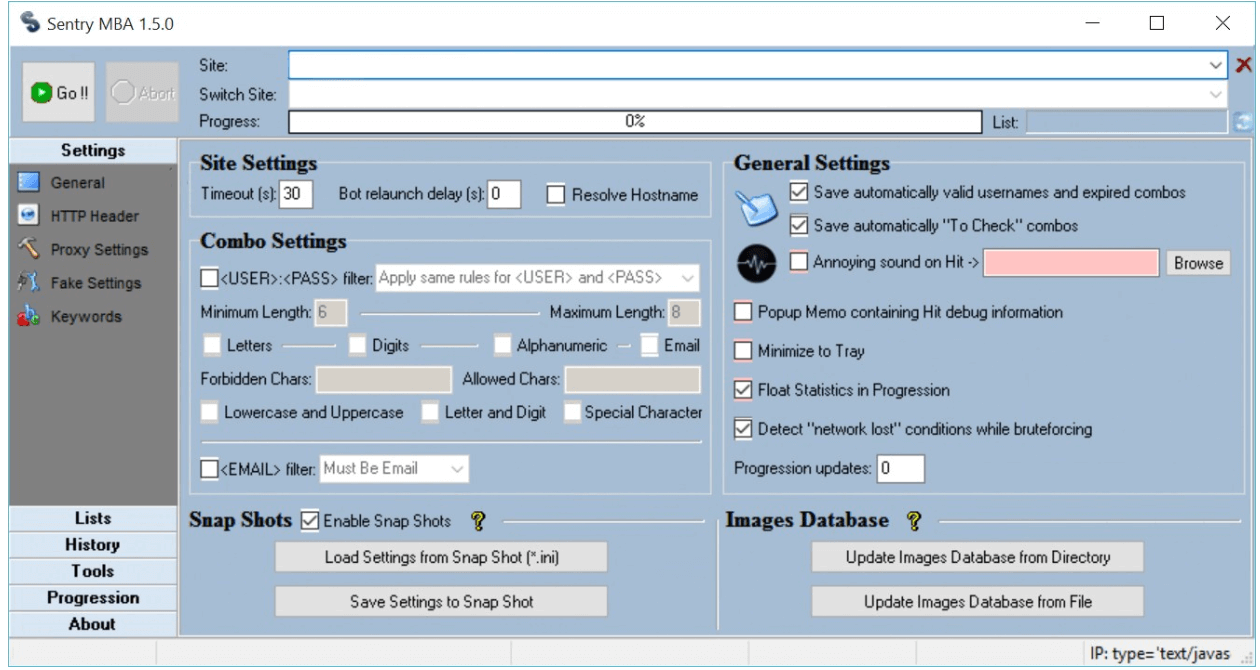 Sentry MBA 1.5.0
Go !!
Abort
Site:
Switch Site:
Progress: 0% List:
Settings
General
HTTP Header
Proxy Settings
Fake Settings
Keywords
Lists
History
Tools
Progression
About
Site Settings
Timeout (s): 30 Bot relaunch delay (s): 0 Resolve Hostname
Combo Settings
<USER>:<PASS> filter: Apply same rules for <USER> and <PASS>
Minimum Length: 6 Maximum Length: 8
Letters Digits Alphanumeric Email
Forbidden Chars: Allowed Chars:
Lowercase and Uppercase Letter and Digit Special Character
<EMAIL> filter: Must Be Email
Snap Shots Enable Snap Shots ?
Load Settings from Snap Shot (*.ini)
Save Settings to Snap Shot
General Settings
Save automatically valid usernames and expired combos
Save automatically "To Check" combos
Annoying sound on Hit -> Browse
Popup Memo containing Hit debug information
Minimize to Tray
Float Statistics in Progression
Detect "network lost" conditions while bruteforcing
Progression updates: 0
Images Database ?
Update Images Database from Directory
Update Images Database from File
IP: type='text/javas